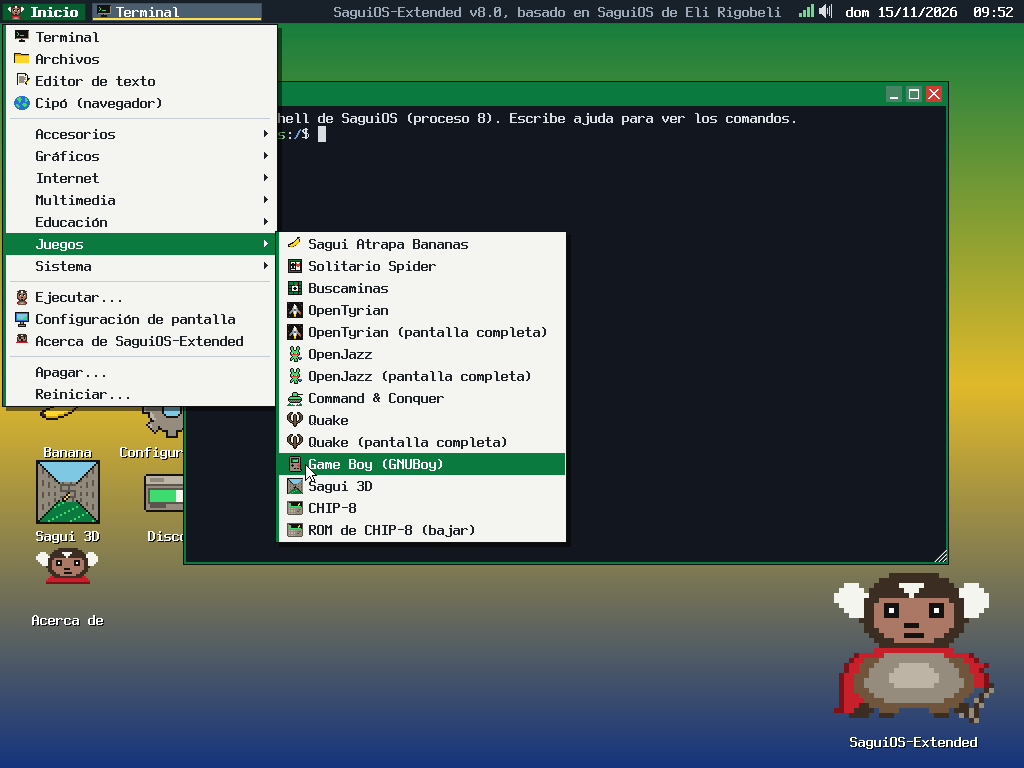 Inicio
Terminal
SaguiOS-Extended v8.0, basado en SaguiOS de Eli Rigobeli
dom 15/11/2026 09:52
Terminal
Archivos
Editor de texto
Cipó (navegador)
Accesorios
Gráficos
Internet
Multimedia
Educación
Juegos
Sistema
Ejecutar...
Configuración de pantalla
Acerca de SaguiOS-Extended
Apagar...
Reiniciar...
Sagui Atrapa Bananas
Solitario Spider
Buscaminas
OpenTyrian
OpenTyrian (pantalla completa)
OpenJazz
OpenJazz (pantalla completa)
Command & Conquer
Quake
Quake (pantalla completa)
Game Boy (GNUBoy)
Sagui 3D
CHIP-8
ROM de CHIP-8 (bajar)
hell de SaguiOS (proceso 8). Escribe ajuda para ver los comandos.
s:/$
Banana
Configur
Sagui 3D
Disco
Acerca de
SaguiOS-Extended